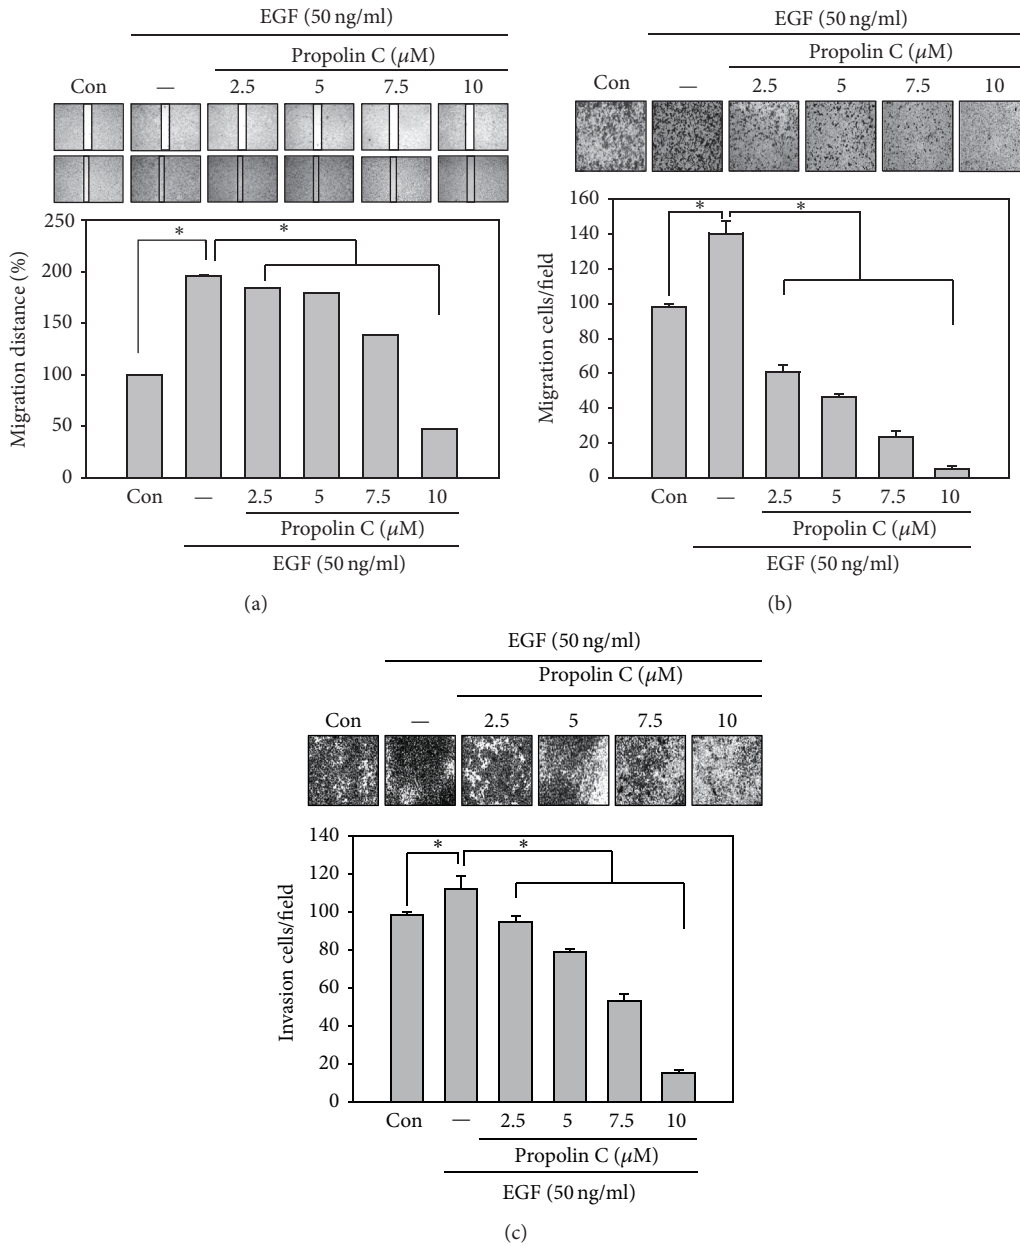 EGF (50 ng/ml)
Propolin C (μM)
Con — 2.5 5 7.5 10
Migration distance (%)
250
200
150
100
50
0
* *
Con — 2.5 5 7.5 10
Propolin C (μM)
EGF (50 ng/ml)
(a)
EGF (50 ng/ml)
Propolin C (μM)
Con — 2.5 5 7.5 10
Migration cells/field
160
140
120
100
80
60
40
20
0
* *
Con — 2.5 5 7.5 10
Propolin C (μM)
EGF (50 ng/ml)
(b)
EGF (50 ng/ml)
Propolin C (μM)
Con — 2.5 5 7.5 10
Invasion cells/field
140
120
100
80
60
40
20
0
* *
Con — 2.5 5 7.5 10
Propolin C (μM)
EGF (50 ng/ml)
(c)